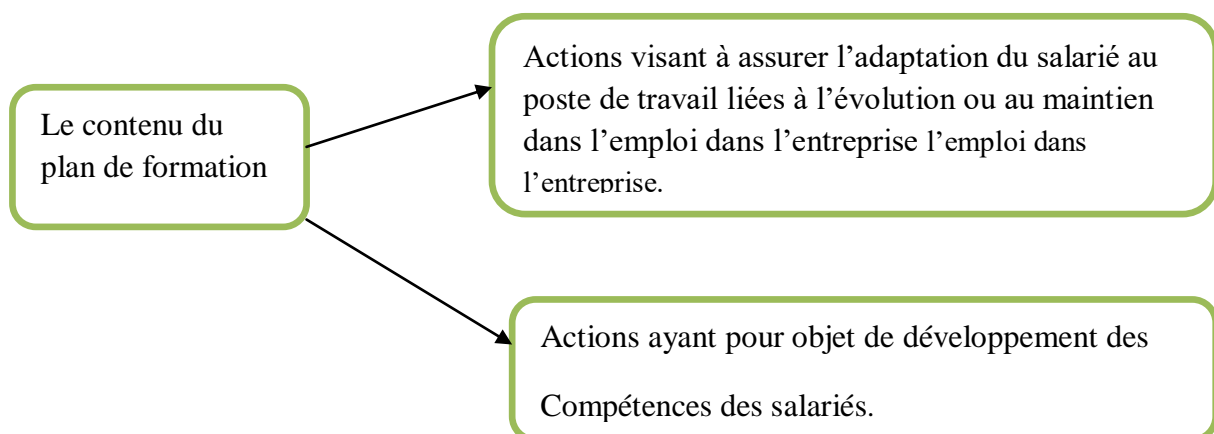 Le contenu du
plan de formation
Actions visant à assurer l’adaptation du salarié au
poste de travail liées à l’évolution ou au maintien
dans l’emploi dans l’entreprise l’emploi dans
l’entreprise.
Actions ayant pour objet de développement des
Compétences des salariés.